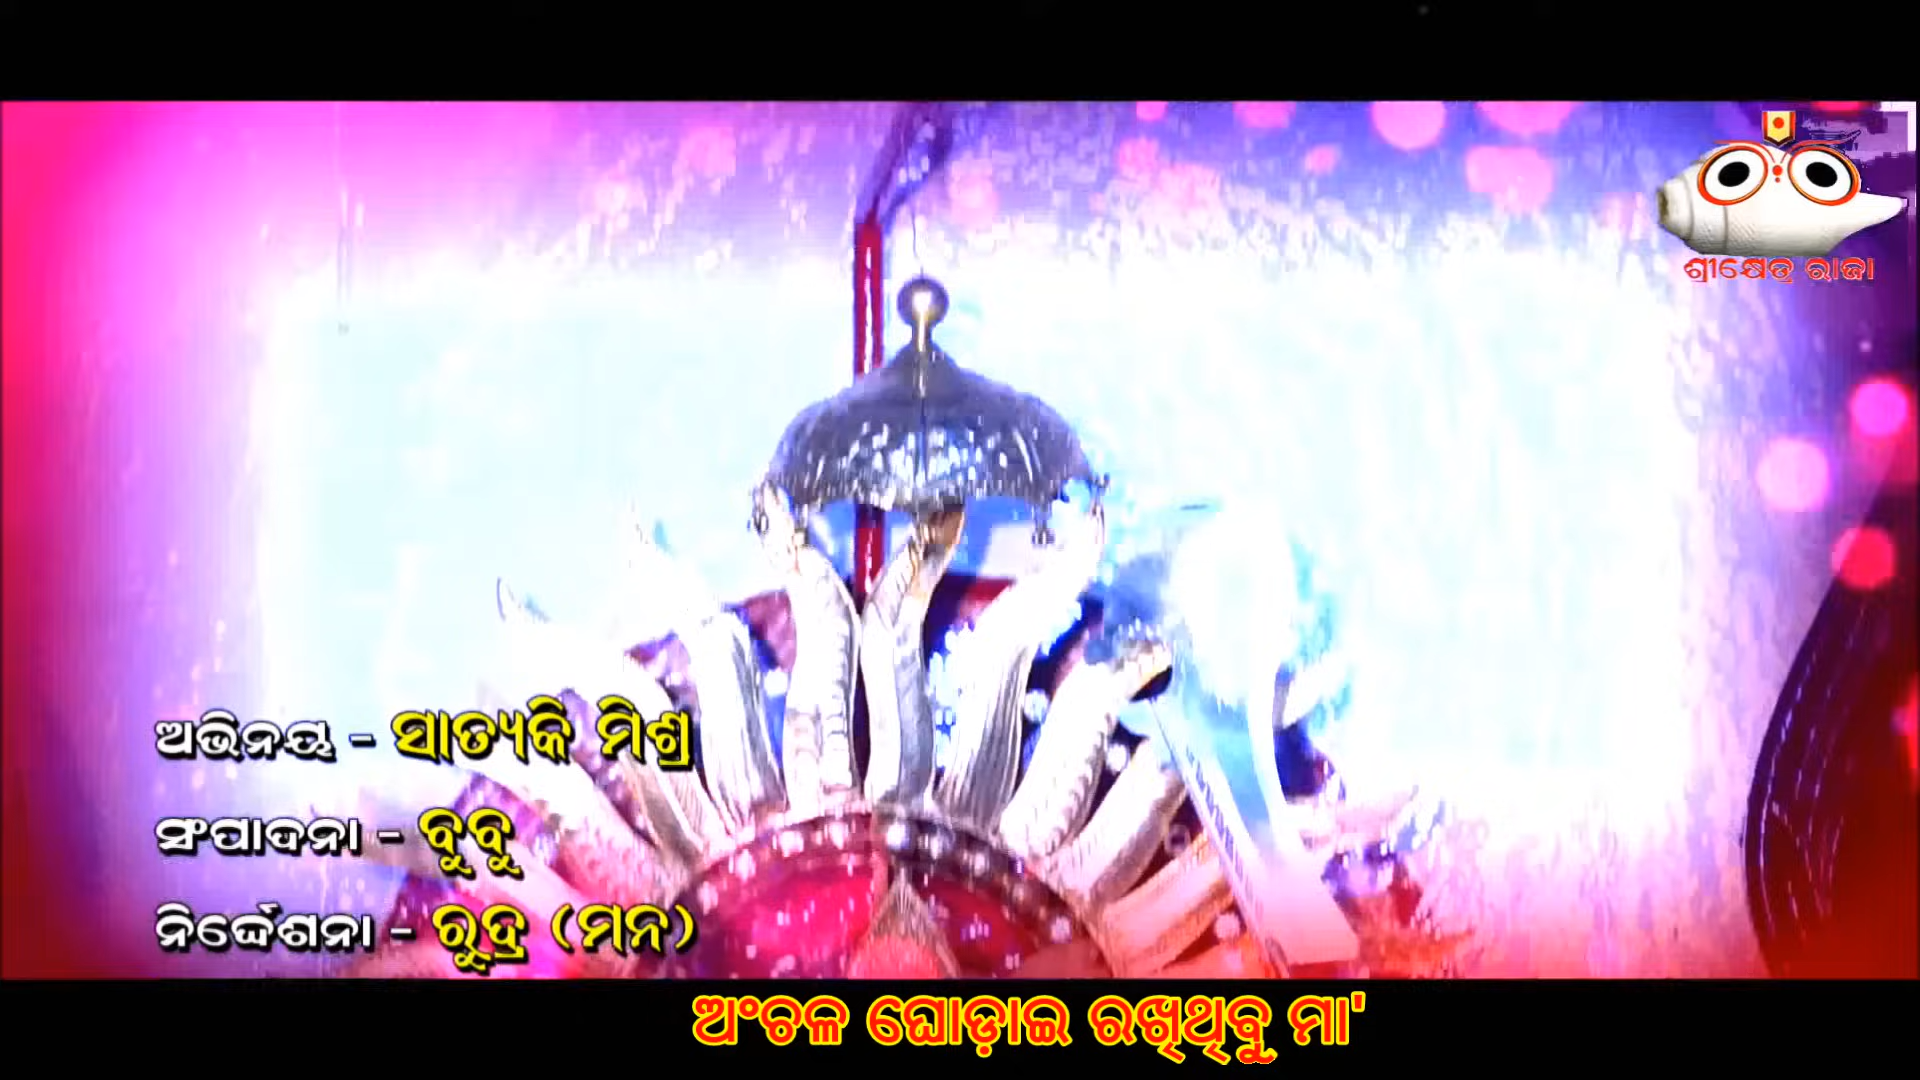 ଶ୍ରୀକ୍ଷେତ୍ର ରାଜା
ଅଭିନୟ - ସାତ୍ୟକି ମିଶ୍ର
ସଂପାଦନା - ବୁବୁ
ନିର୍ଦ୍ଦେଶନା - ରୁଦ୍ର (ମନ)
ଅଂଚଳ ଘୋଡ଼ାଇ ରଖିଥିବୁ ମା'